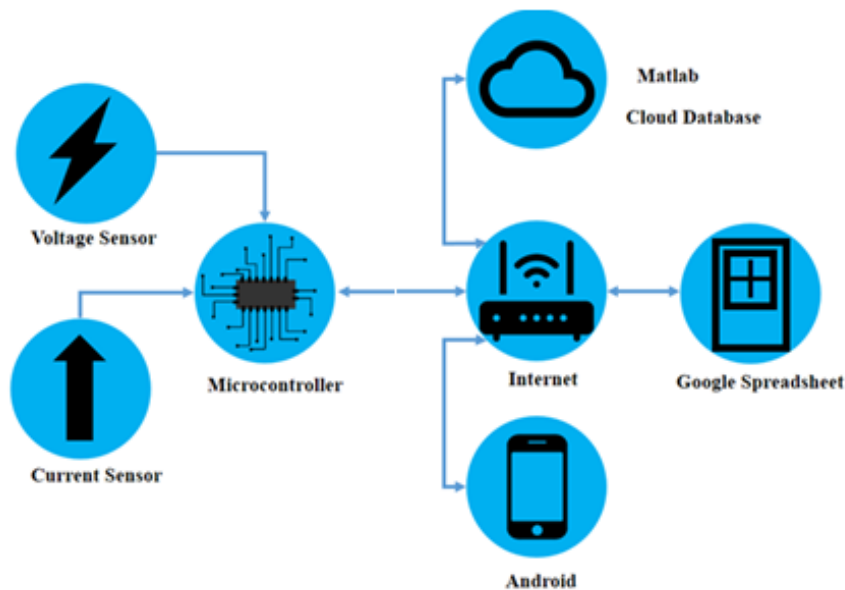 Matlab
Cloud Database
Voltage Sensor
Microcontroller
Internet
Google Spreadsheet
Current Sensor
Android